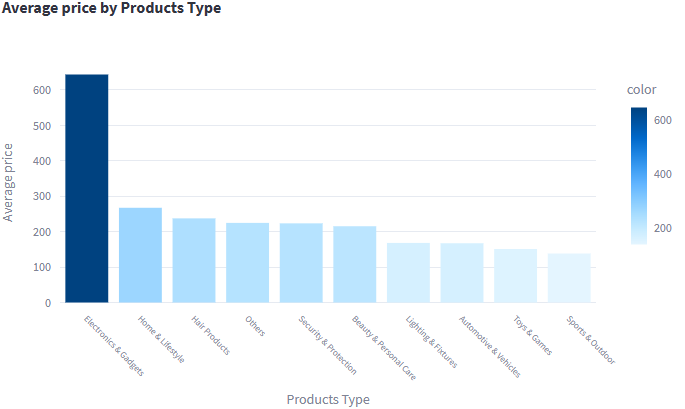 Average price by Products Type
Average price
600
500
400
300
200
100
0
Electronics & Gadgets
Home & Lifestyle
Hair Products
Others
Security & Protection
Beauty & Personal Care
Lighting & Fixtures
Automotive & Vehicles
Toys & Games
Sports & Outdoor
Products Type
color
600
400
200